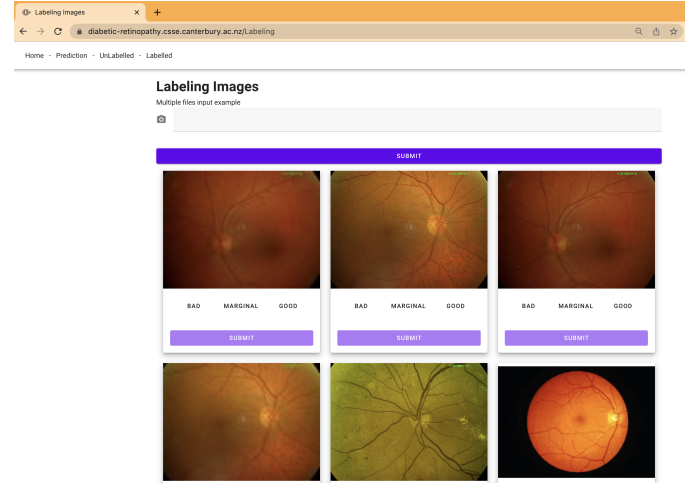 Labeling Images
diabetic-retinopathy.csse.canterbury.ac.nz/Labeling
Home - Prediction - UnLabelled - Labelled
Labeling Images
Multiple files input example
SUBMIT
BAD MARGINAL GOOD
SUBMIT
BAD MARGINAL GOOD
SUBMIT
BAD MARGINAL GOOD
SUBMIT